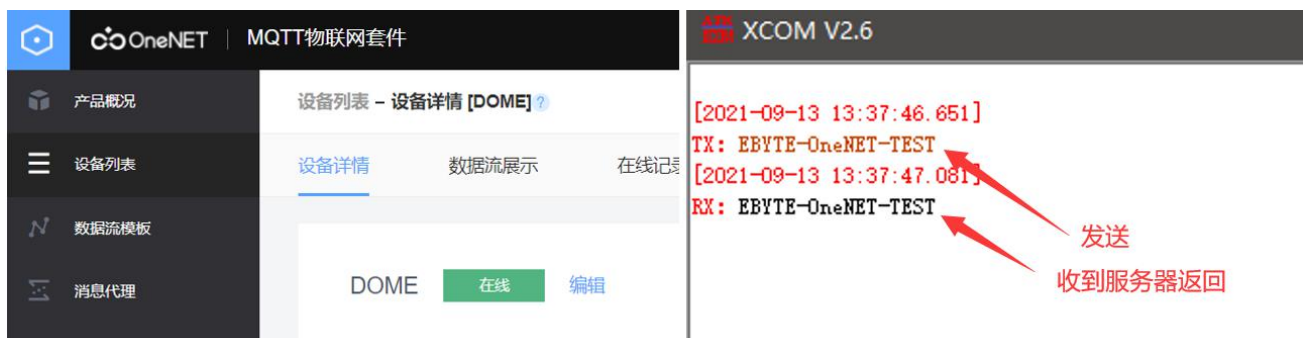 OneNET | MQTT物联网套件
产品概况
设备列表
数据流模板
消息代理
设备列表 – 设备详情 [DOME] ?
设备详情 数据流展示 在线记录
DOME 在线 编辑
XCOM V2.6
[2021-09-13 13:37:46.651]
TX: EBYTE-OneNET-TEST
[2021-09-13 13:37:47.081]
RX: EBYTE-OneNET-TEST
发送
收到服务器返回